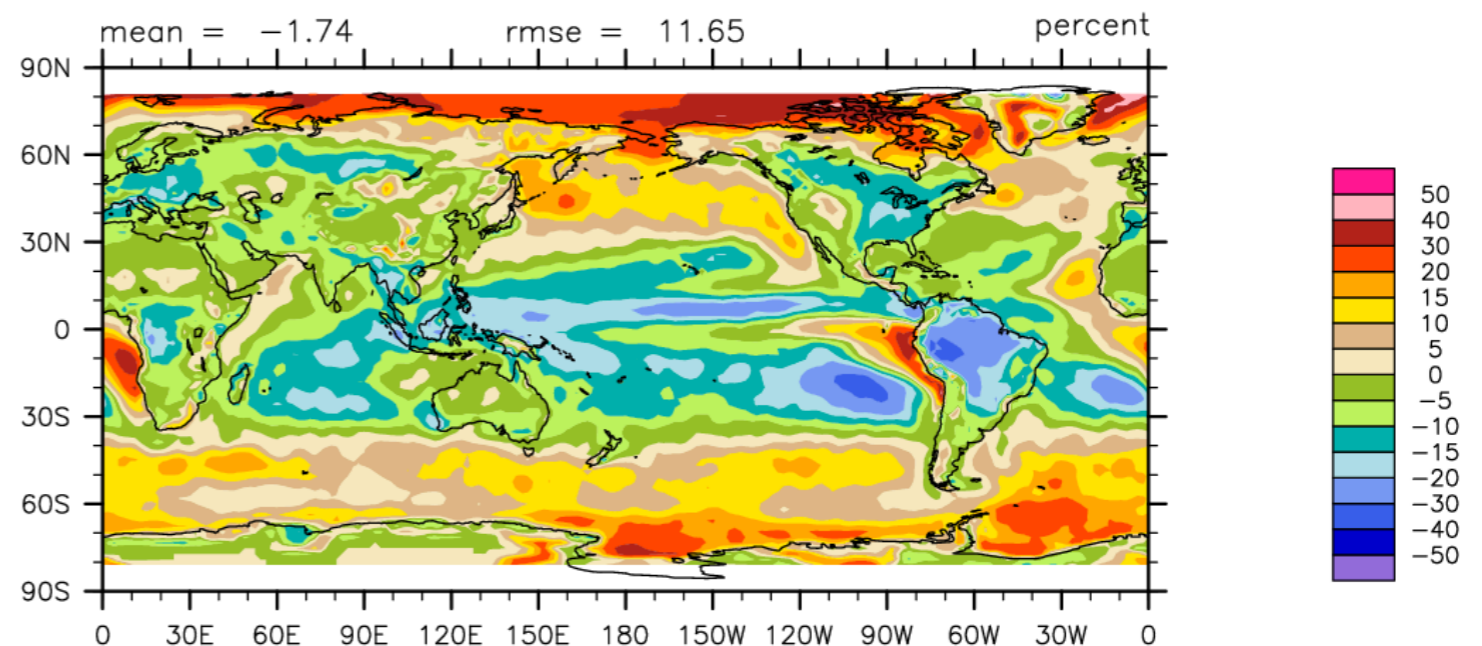 mean = −1.74 rmse = 11.65 percent
90N
60N
30N
0
30S
60S
90S
0 30E 60E 90E 120E 150E 180 150W 120W 90W 60W 30W 0
50
40
30
20
15
10
5
0
−5
−10
−15
−20
−30
−40
−50